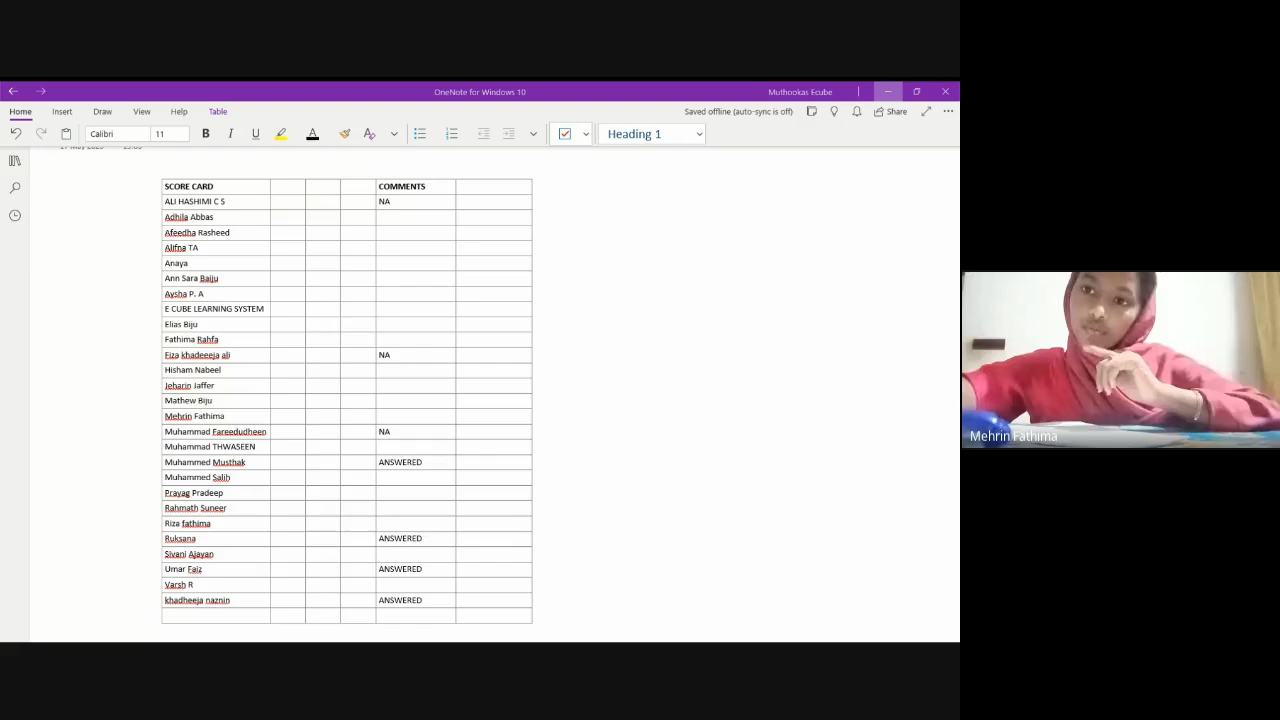 OneNote for Windows 10
Muthookas Ecube
Home Insert Draw View Help Table
Saved offline (auto-sync is off)
Share
Calibri 11 B I U A Heading 1
SCORE CARD COMMENTS
ALI HASHIMI C S NA
Adhila Abbas
Afeedha Rasheed
Alifna TA
Anaya
Ann Sara Baiju
Aysha P. A
E CUBE LEARNING SYSTEM
Elias Biju
Fathima Rahfa
Fiza khadeeeja ali NA
Hisham Nabeel
Jeharin Jaffer
Mathew Biju
Mehrin Fathima
Muhammad Fareedudheen NA
Muhammad THWASEEN
Muhammed Musthak ANSWERED
Muhammed Salih
Prayag Pradeep
Rahmath Suneer
Riza fathima
Ruksana ANSWERED
Sivani Ajayan
Umar Faiz ANSWERED
Varsh R
khadheeja naznin ANSWERED
Mehrin Fathima